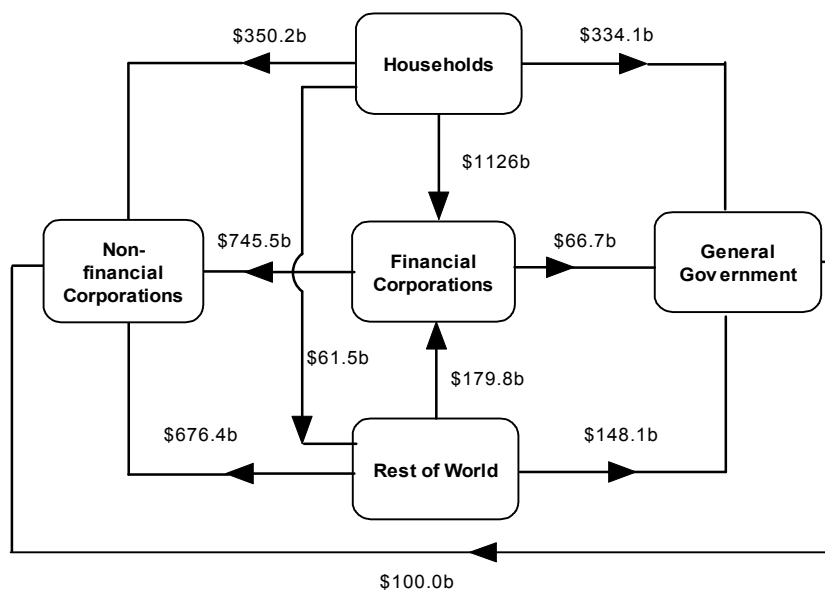 $350.2b
$334.1b
Households
$1126b
Non-
financial
Corporations
$745.5b
Financial
Corporations
$66.7b
General
Government
$61.5b
$179.8b
$676.4b
$148.1b
Rest of World
$100.0b